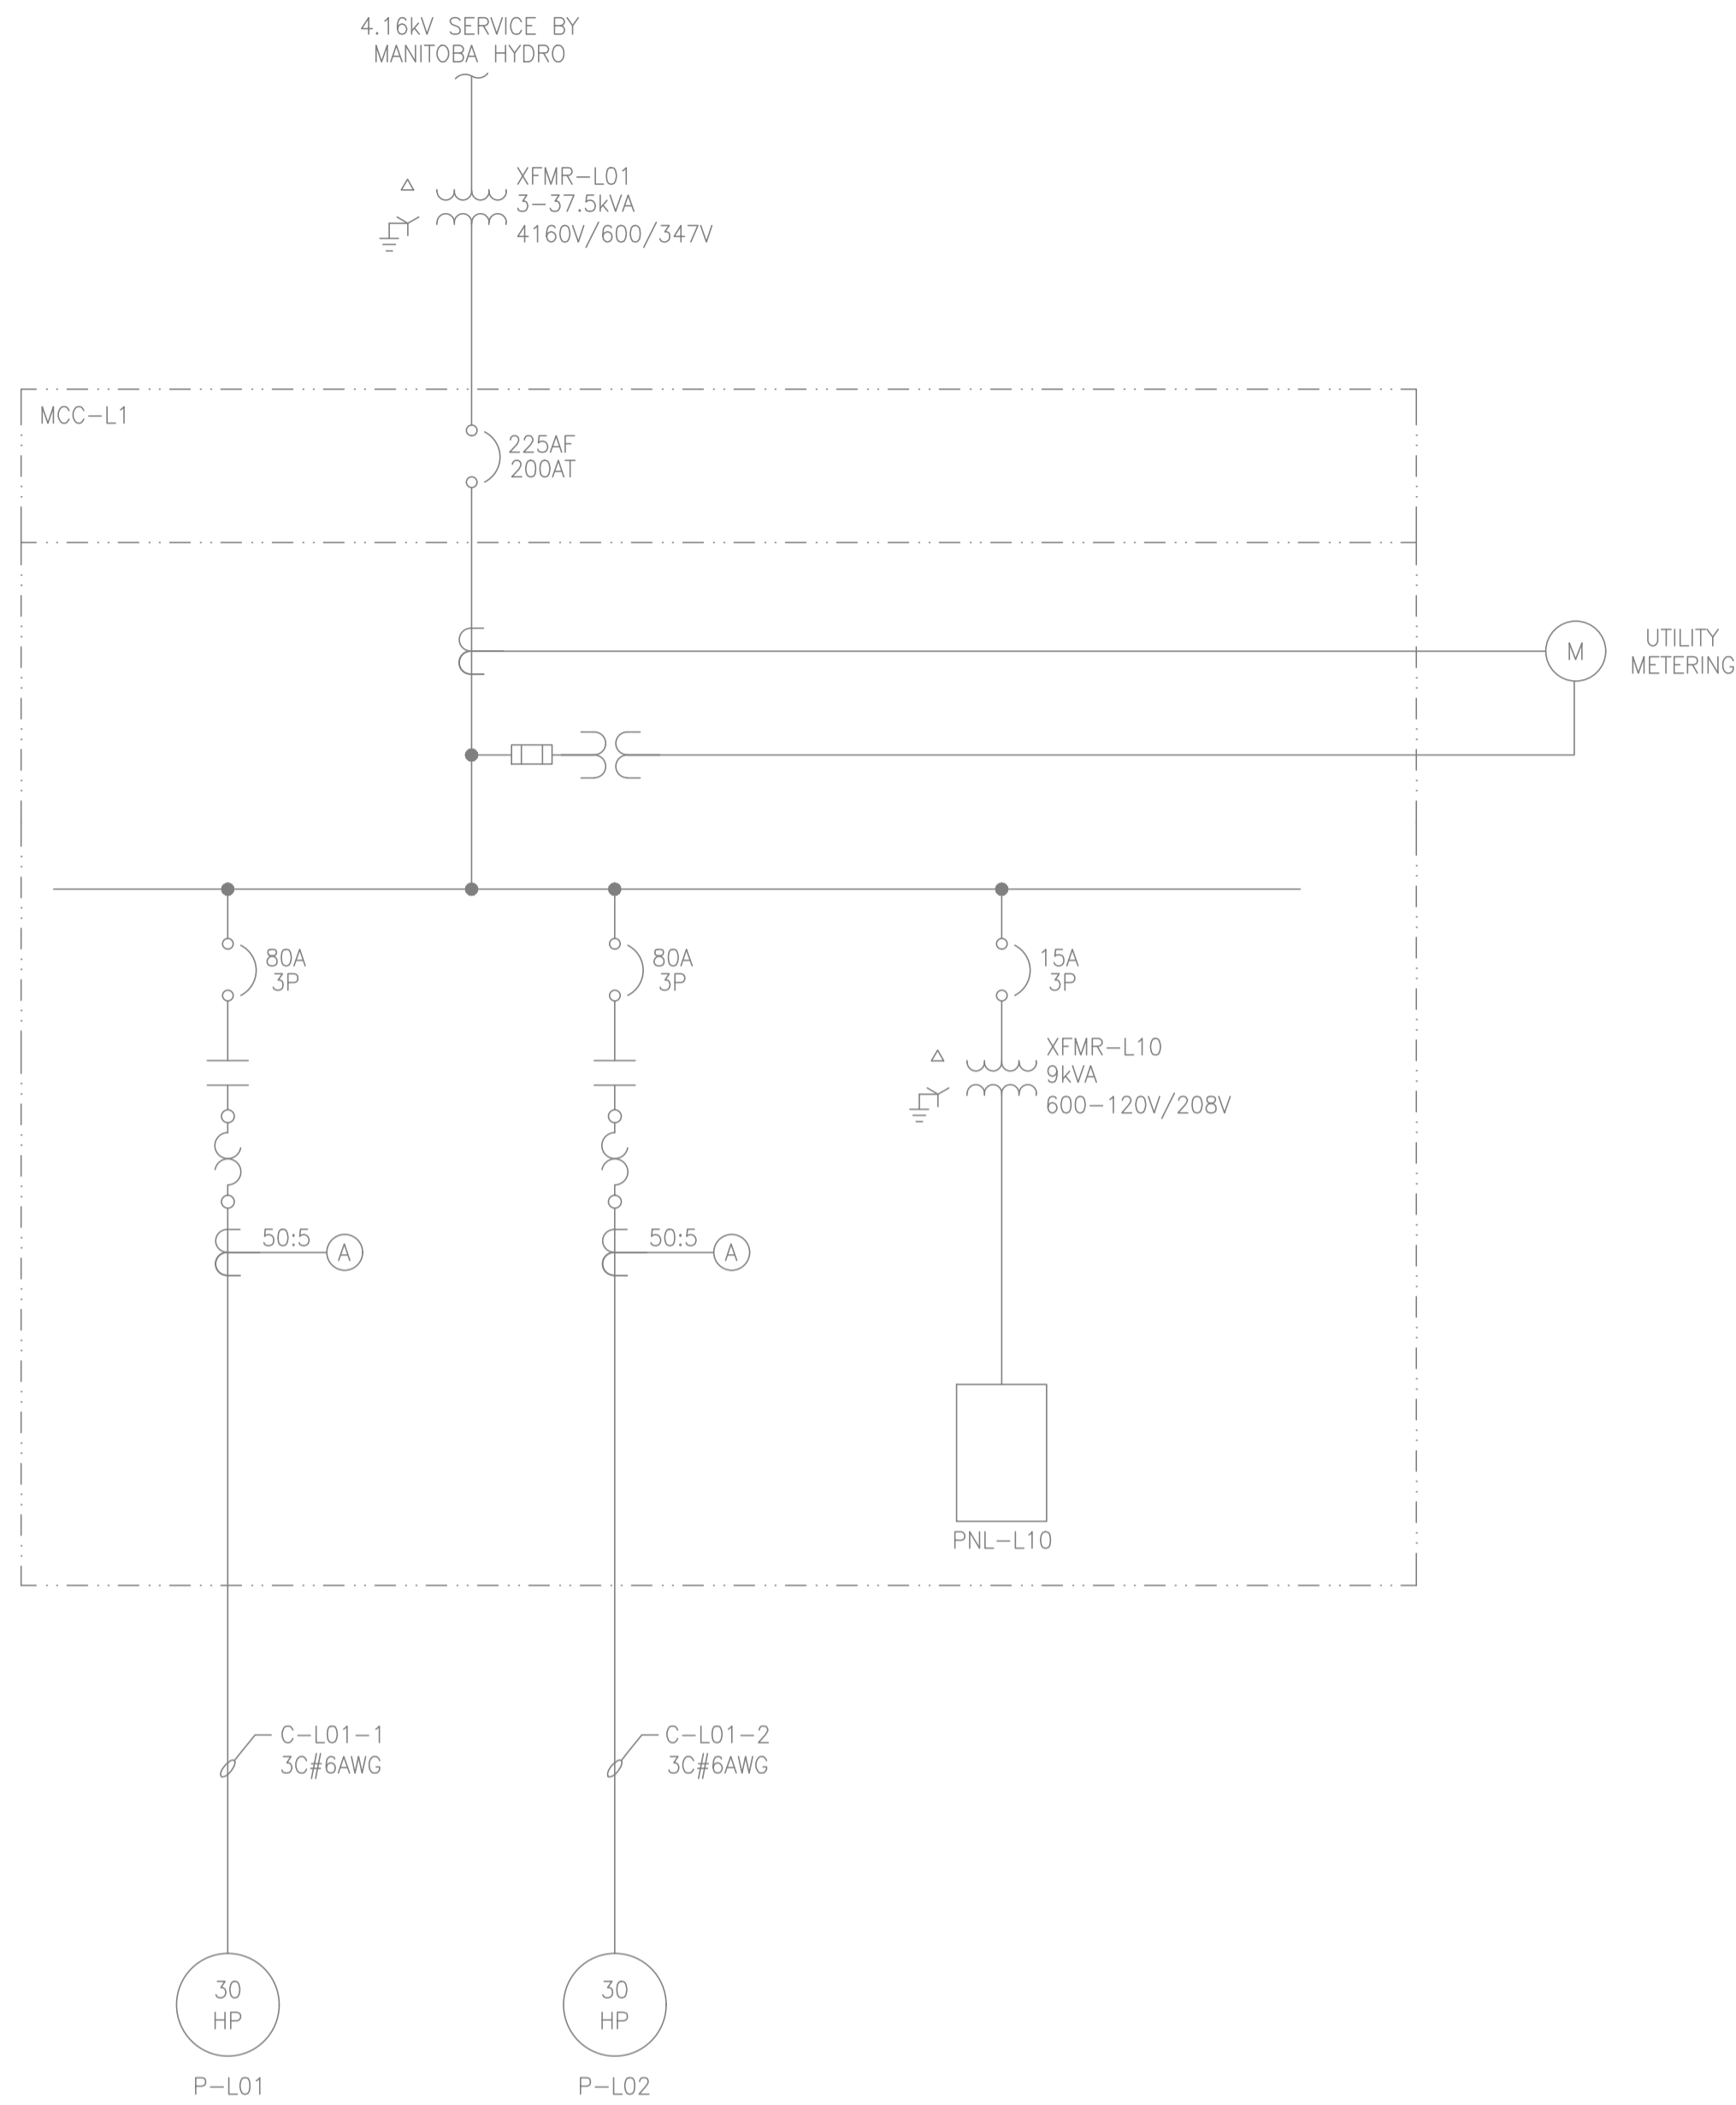 4.16kV SERVICE BY
MANITOBA HYDRO
XFMR-L01
3-37.5kVA
4160V/600/347V
MCC-L1
225AF
200AT
M
UTILITY
METERING
80A
3P
80A
3P
15A
3P
XFMR-L10
9kVA
600-120V/208V
50:5
A
50:5
A
PNL-L10
C-L01-1
3C#6AWG
C-L01-2
3C#6AWG
30
HP
30
HP
P-L01
P-L02